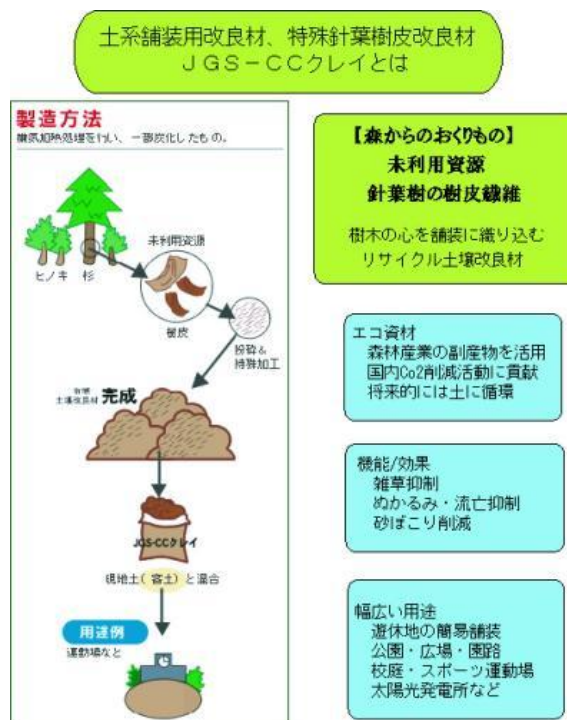 土系舗装用改良材、特殊針葉樹皮改良材
JGS-CCクレイとは
製造方法
蒸気加熱処理を行い、一部炭化したもの。
ヒノキ 杉
未利用資源
樹皮
粉砕&
特殊加工
土壌改良材 完成
JGS-CCクレイ
現地土(客土)と混合
用途例
運動場など
【森からのおくりもの】
未利用資源
針葉樹の樹皮繊維
樹木の心を舗装に織り込む
リサイクル土壌改良材
エコ資材
森林産業の副産物を活用
国内Co2削減活動に貢献
将来的には土に循環
機能/効果
雑草抑制
ぬかるみ・流亡抑制
砂ぼこり削減
幅広い用途
遊休地の簡易舗装
公園・広場・園路
校庭・スポーツ運動場
太陽光発電所など